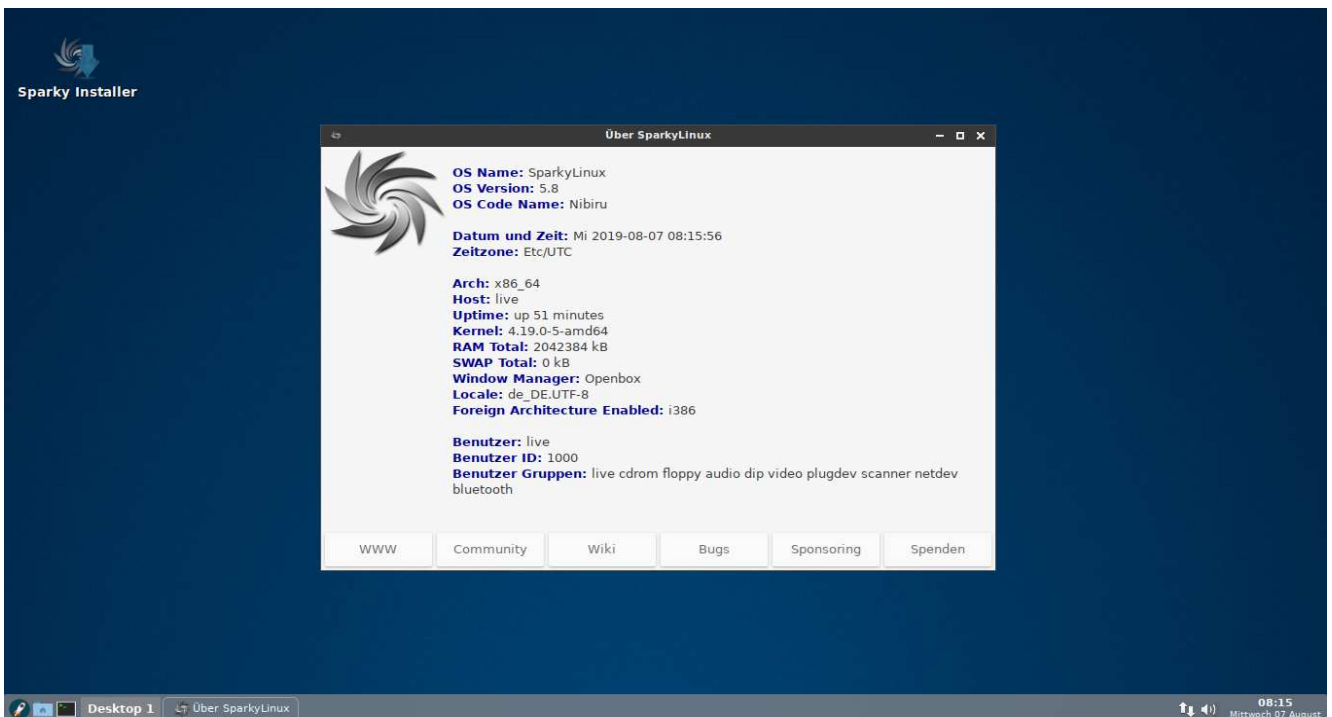 Sparky Installer
Über SparkyLinux
OS Name: SparkyLinux
OS Version: 5.8
OS Code Name: Nibiru
Datum und Zeit: Mi 2019-08-07 08:15:56
Zeitzone: Etc/UTC
Arch: x86_64
Host: live
Uptime: up 51 minutes
Kernel: 4.19.0-5-amd64
RAM Total: 2042384 kB
SWAP Total: 0 kB
Window Manager: Openbox
Locale: de_DE.UTF-8
Foreign Architecture Enabled: i386
Benutzer: live
Benutzer ID: 1000
Benutzer Gruppen: live cdrom floppy audio dip video plugdev scanner netdev
bluetooth
WWW Community Wiki Bugs Sponsoring Spenden
Desktop 1 Über SparkyLinux 08:15
Mittwoch 07 August